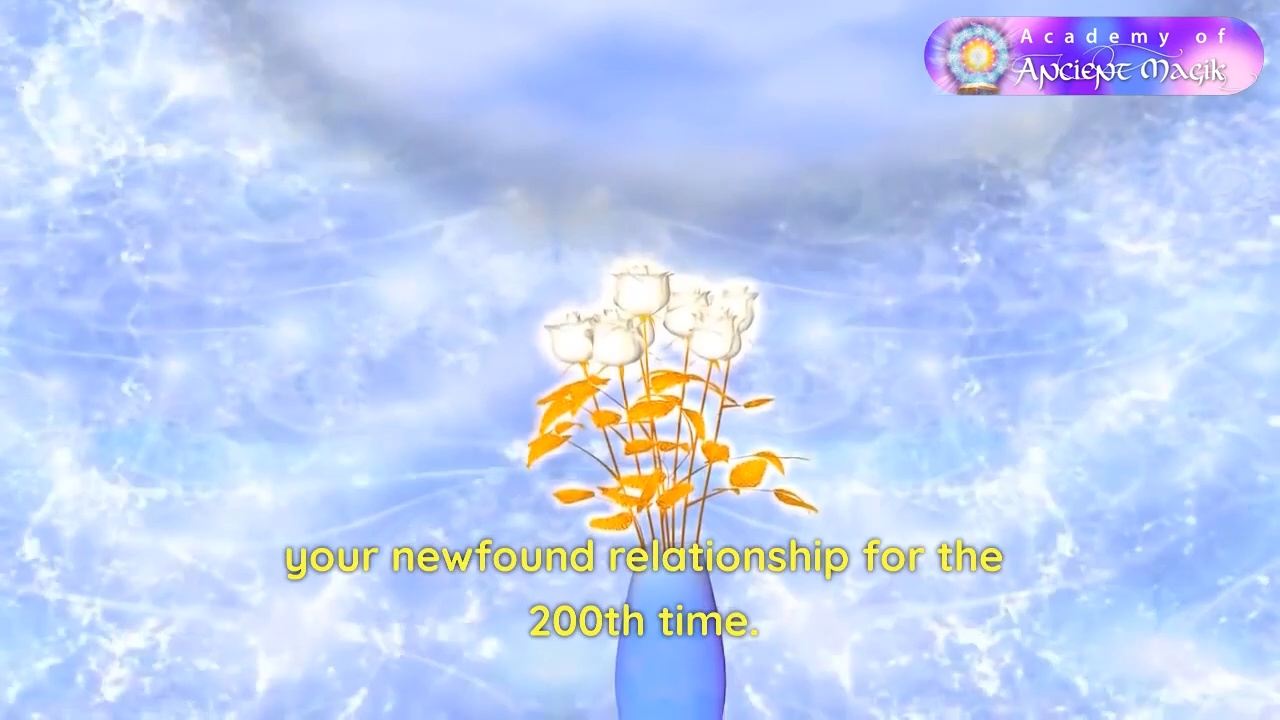 Academy of
Ancient Magik
your newfound relationship for the
200th time.